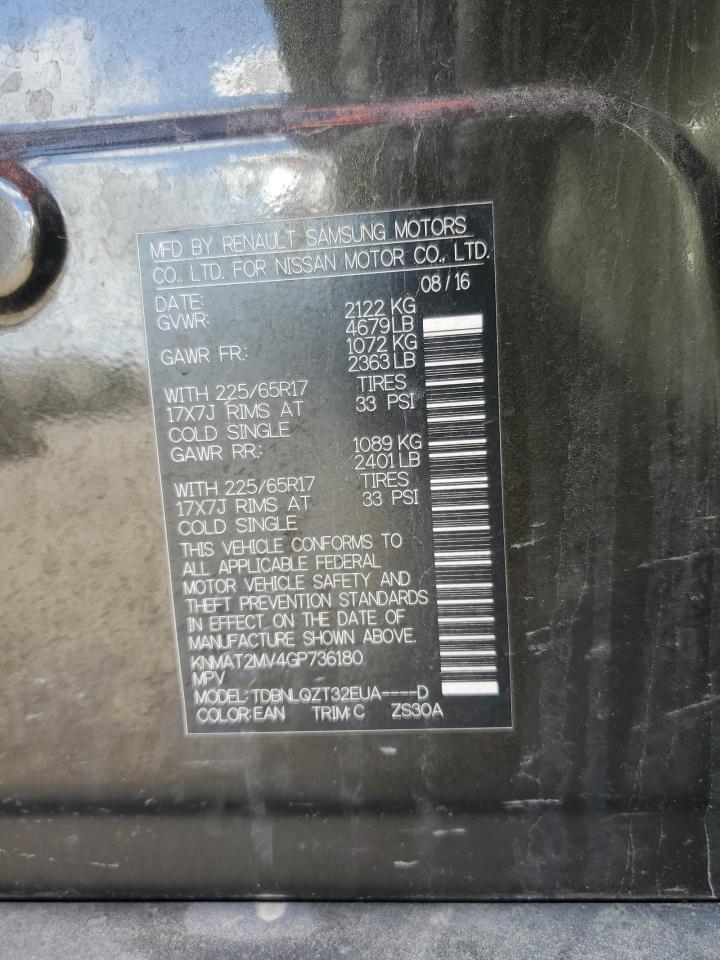 MFD BY RENAULT SAMSUNG MOTORS
CO., LTD. FOR NISSAN MOTOR CO., LTD.
DATE: 08/16
GVWR: 2122 KG
4679LB
GAWR FR: 1072 KG
2363LB
WITH 225/65R17 TIRES
17X7J RIMS AT 33 PSI
COLD SINGLE
GAWR RR: 1089 KG
2401LB
WITH 225/65R17 TIRES
17X7J RIMS AT 33 PSI
COLD SINGLE
THIS VEHICLE CONFORMS TO
ALL APPLICABLE FEDERAL
MOTOR VEHICLE SAFETY AND
THEFT PREVENTION STANDARDS
IN EFFECT ON THE DATE OF
MANUFACTURE SHOWN ABOVE.
KNMAT2MV4GP736180
MPV
MODEL:TDBNLQZT32EUA----D
COLOR:EAN TRIM:C ZS30A